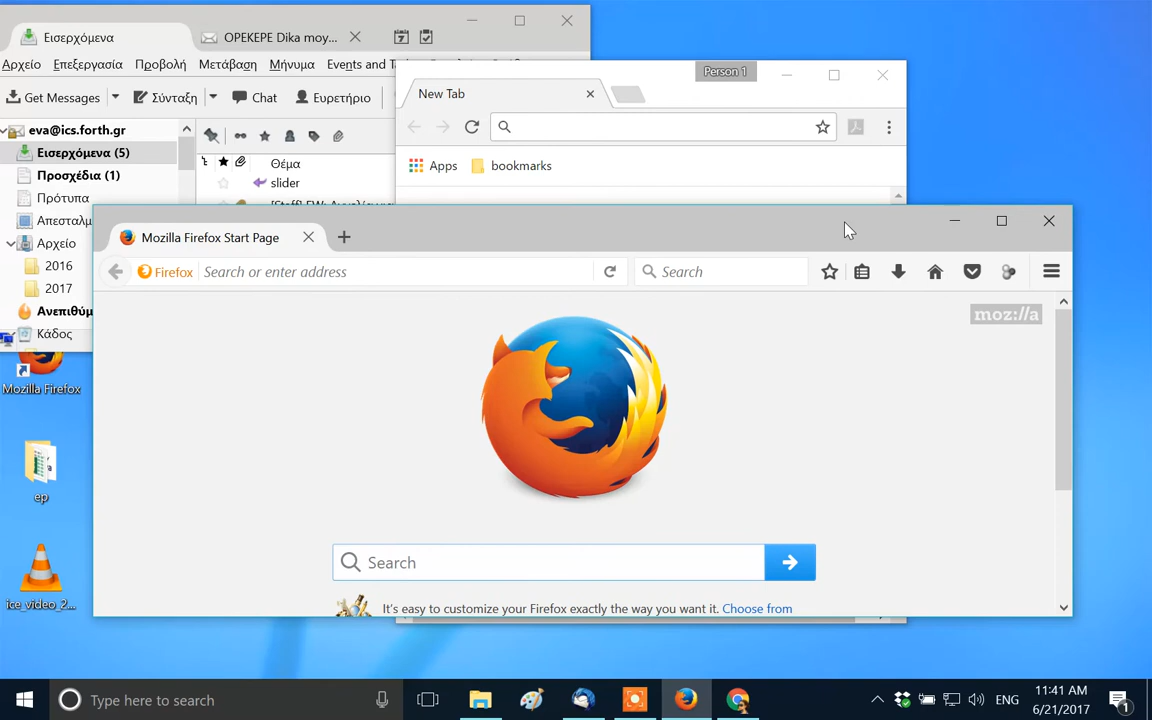 Εισερχόμενα
OPEKEPE Dika moy...
Αρχείο Επεξεργασία Προβολή Μετάβαση Μήνυμα Events and
Get Messages Σύνταξη Chat Ευρετήριο
eva@ics.forth.gr
Εισερχόμενα (5)
Προσχέδια (1)
Πρότυπα
Απεσταλμ
Αρχείο
2016
2017
Ανεπιθύμ
Κάδος
Θέμα
slider
Person 1
New Tab
Apps bookmarks
Mozilla Firefox Start Page
Firefox Search or enter address
Search
moz://a
Search
It's easy to customize your Firefox exactly the way you want it. Choose from
Mozilla Firefox
ep
ice_video_2...
Type here to search
ENG
11:41 AM
6/21/2017
1